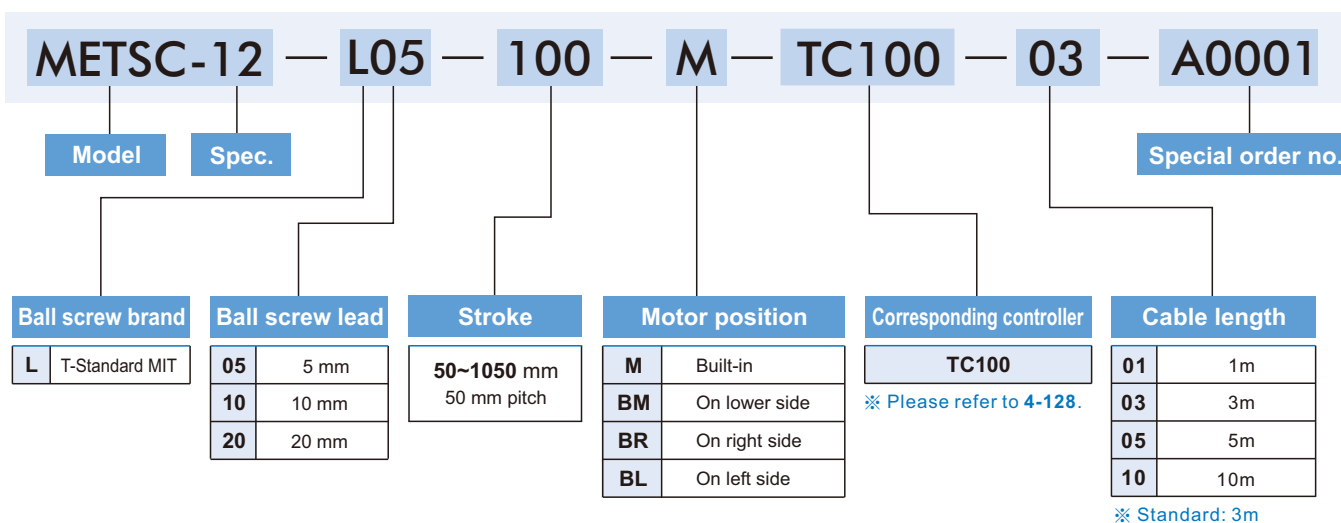 METSC-12 — L05 — 100 — M — TC100 — 03 — A0001
Model
Spec.
Special order no.
Ball screw brand
L T-Standard MIT
Ball screw lead
05 5 mm
10 10 mm
20 20 mm
Stroke
50~1050 mm
50 mm pitch
Motor position
M Built-in
BM On lower side
BR On right side
BL On left side
Corresponding controller
TC100
※ Please refer to 4-128.
Cable length
01 1m
03 3m
05 5m
10 10m
※ Standard: 3m